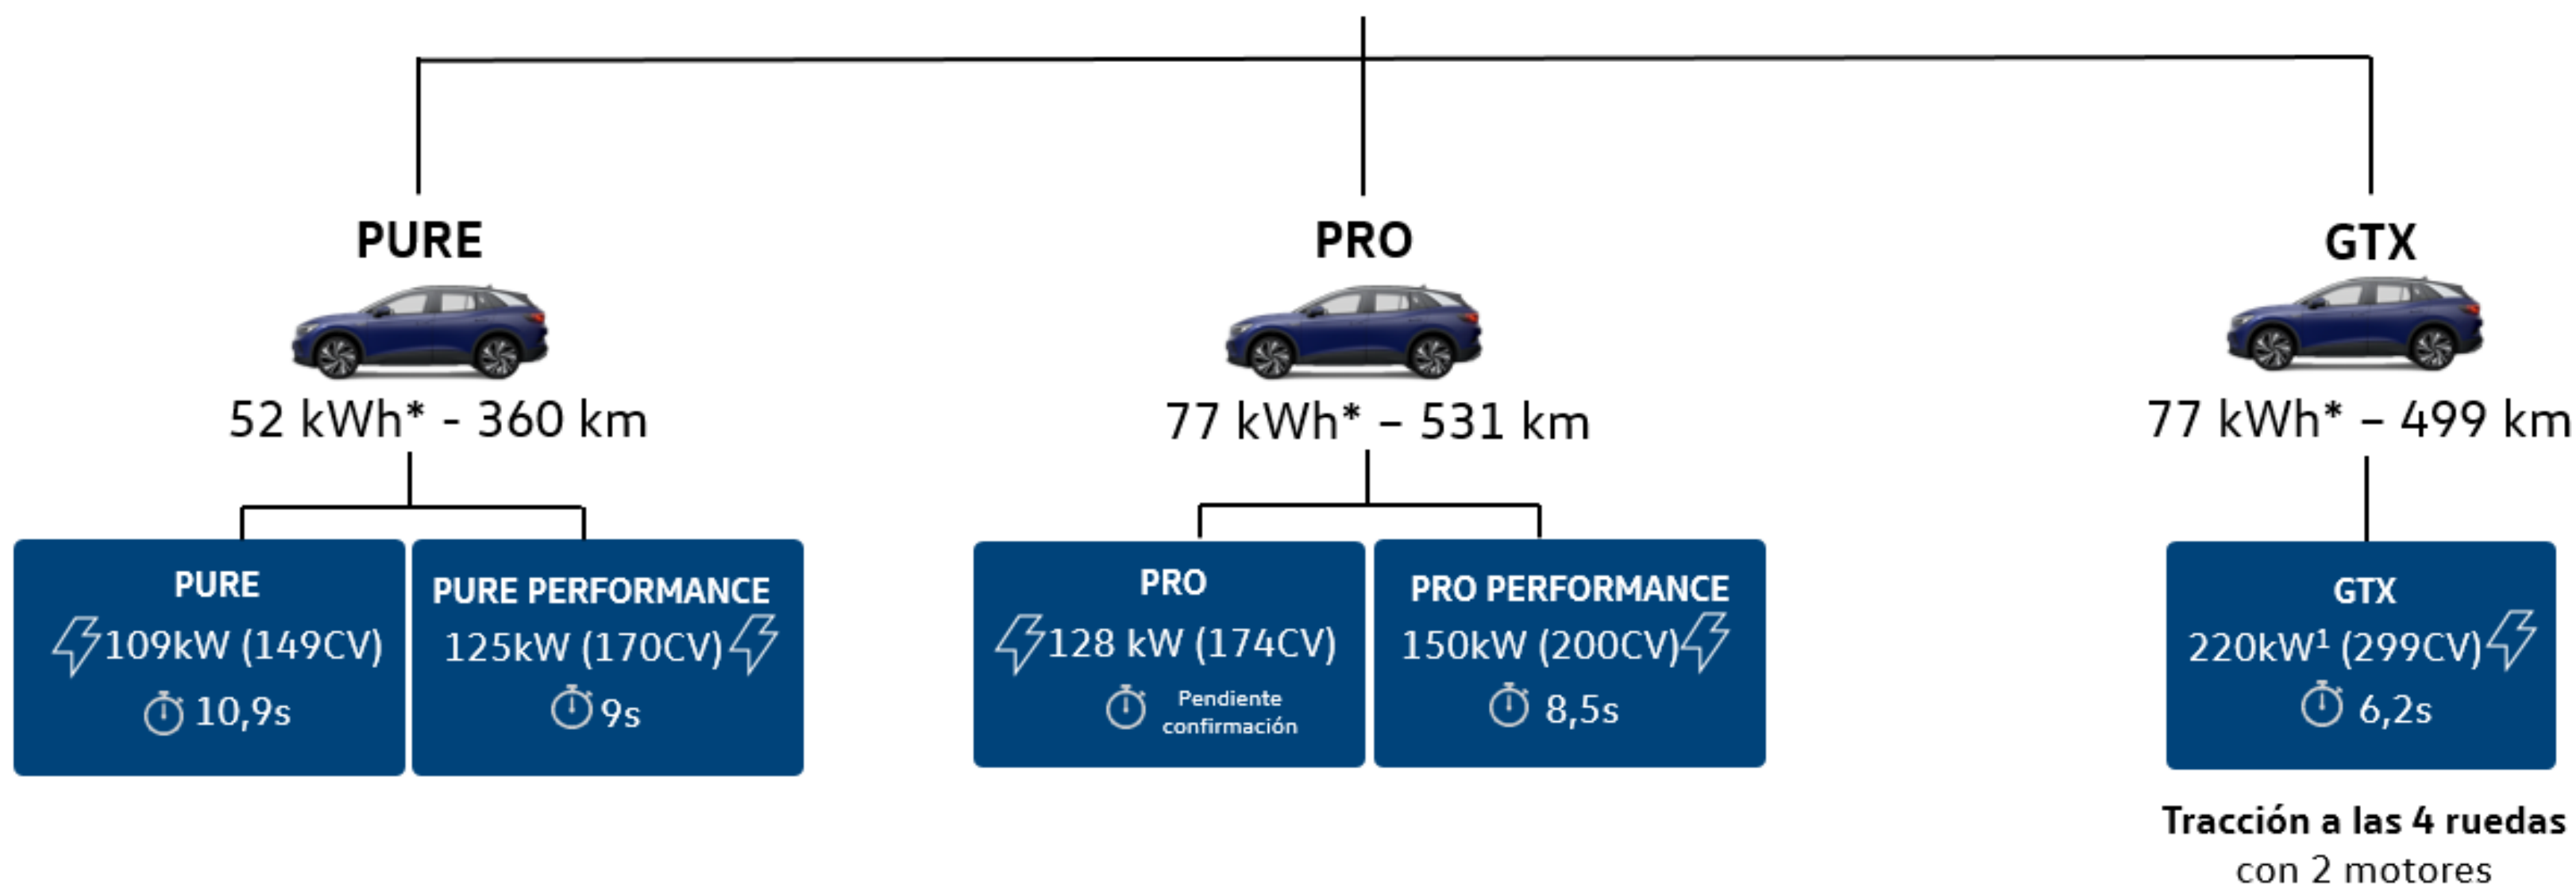 PURE
52 kWh* - 360 km
PURE
109kW (149CV)
10,9s
PURE PERFORMANCE
125kW (170CV)
9s
PRO
77 kWh* – 531 km
PRO
128 kW (174CV)
Pendiente
confirmación
PRO PERFORMANCE
150kW (200CV)
8,5s
GTX
77 kWh* – 499 km
GTX
220kW¹ (299CV)
6,2s
Tracción a las 4 ruedas
con 2 motores